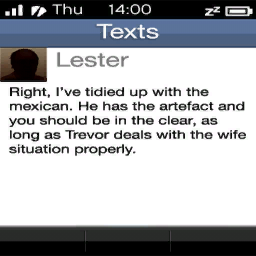 Thu 14:00 zz
Texts
Lester
Right, I've tidied up with the
mexican. He has the artefact and
you should be in the clear, as
long as Trevor deals with the wife
situation properly.